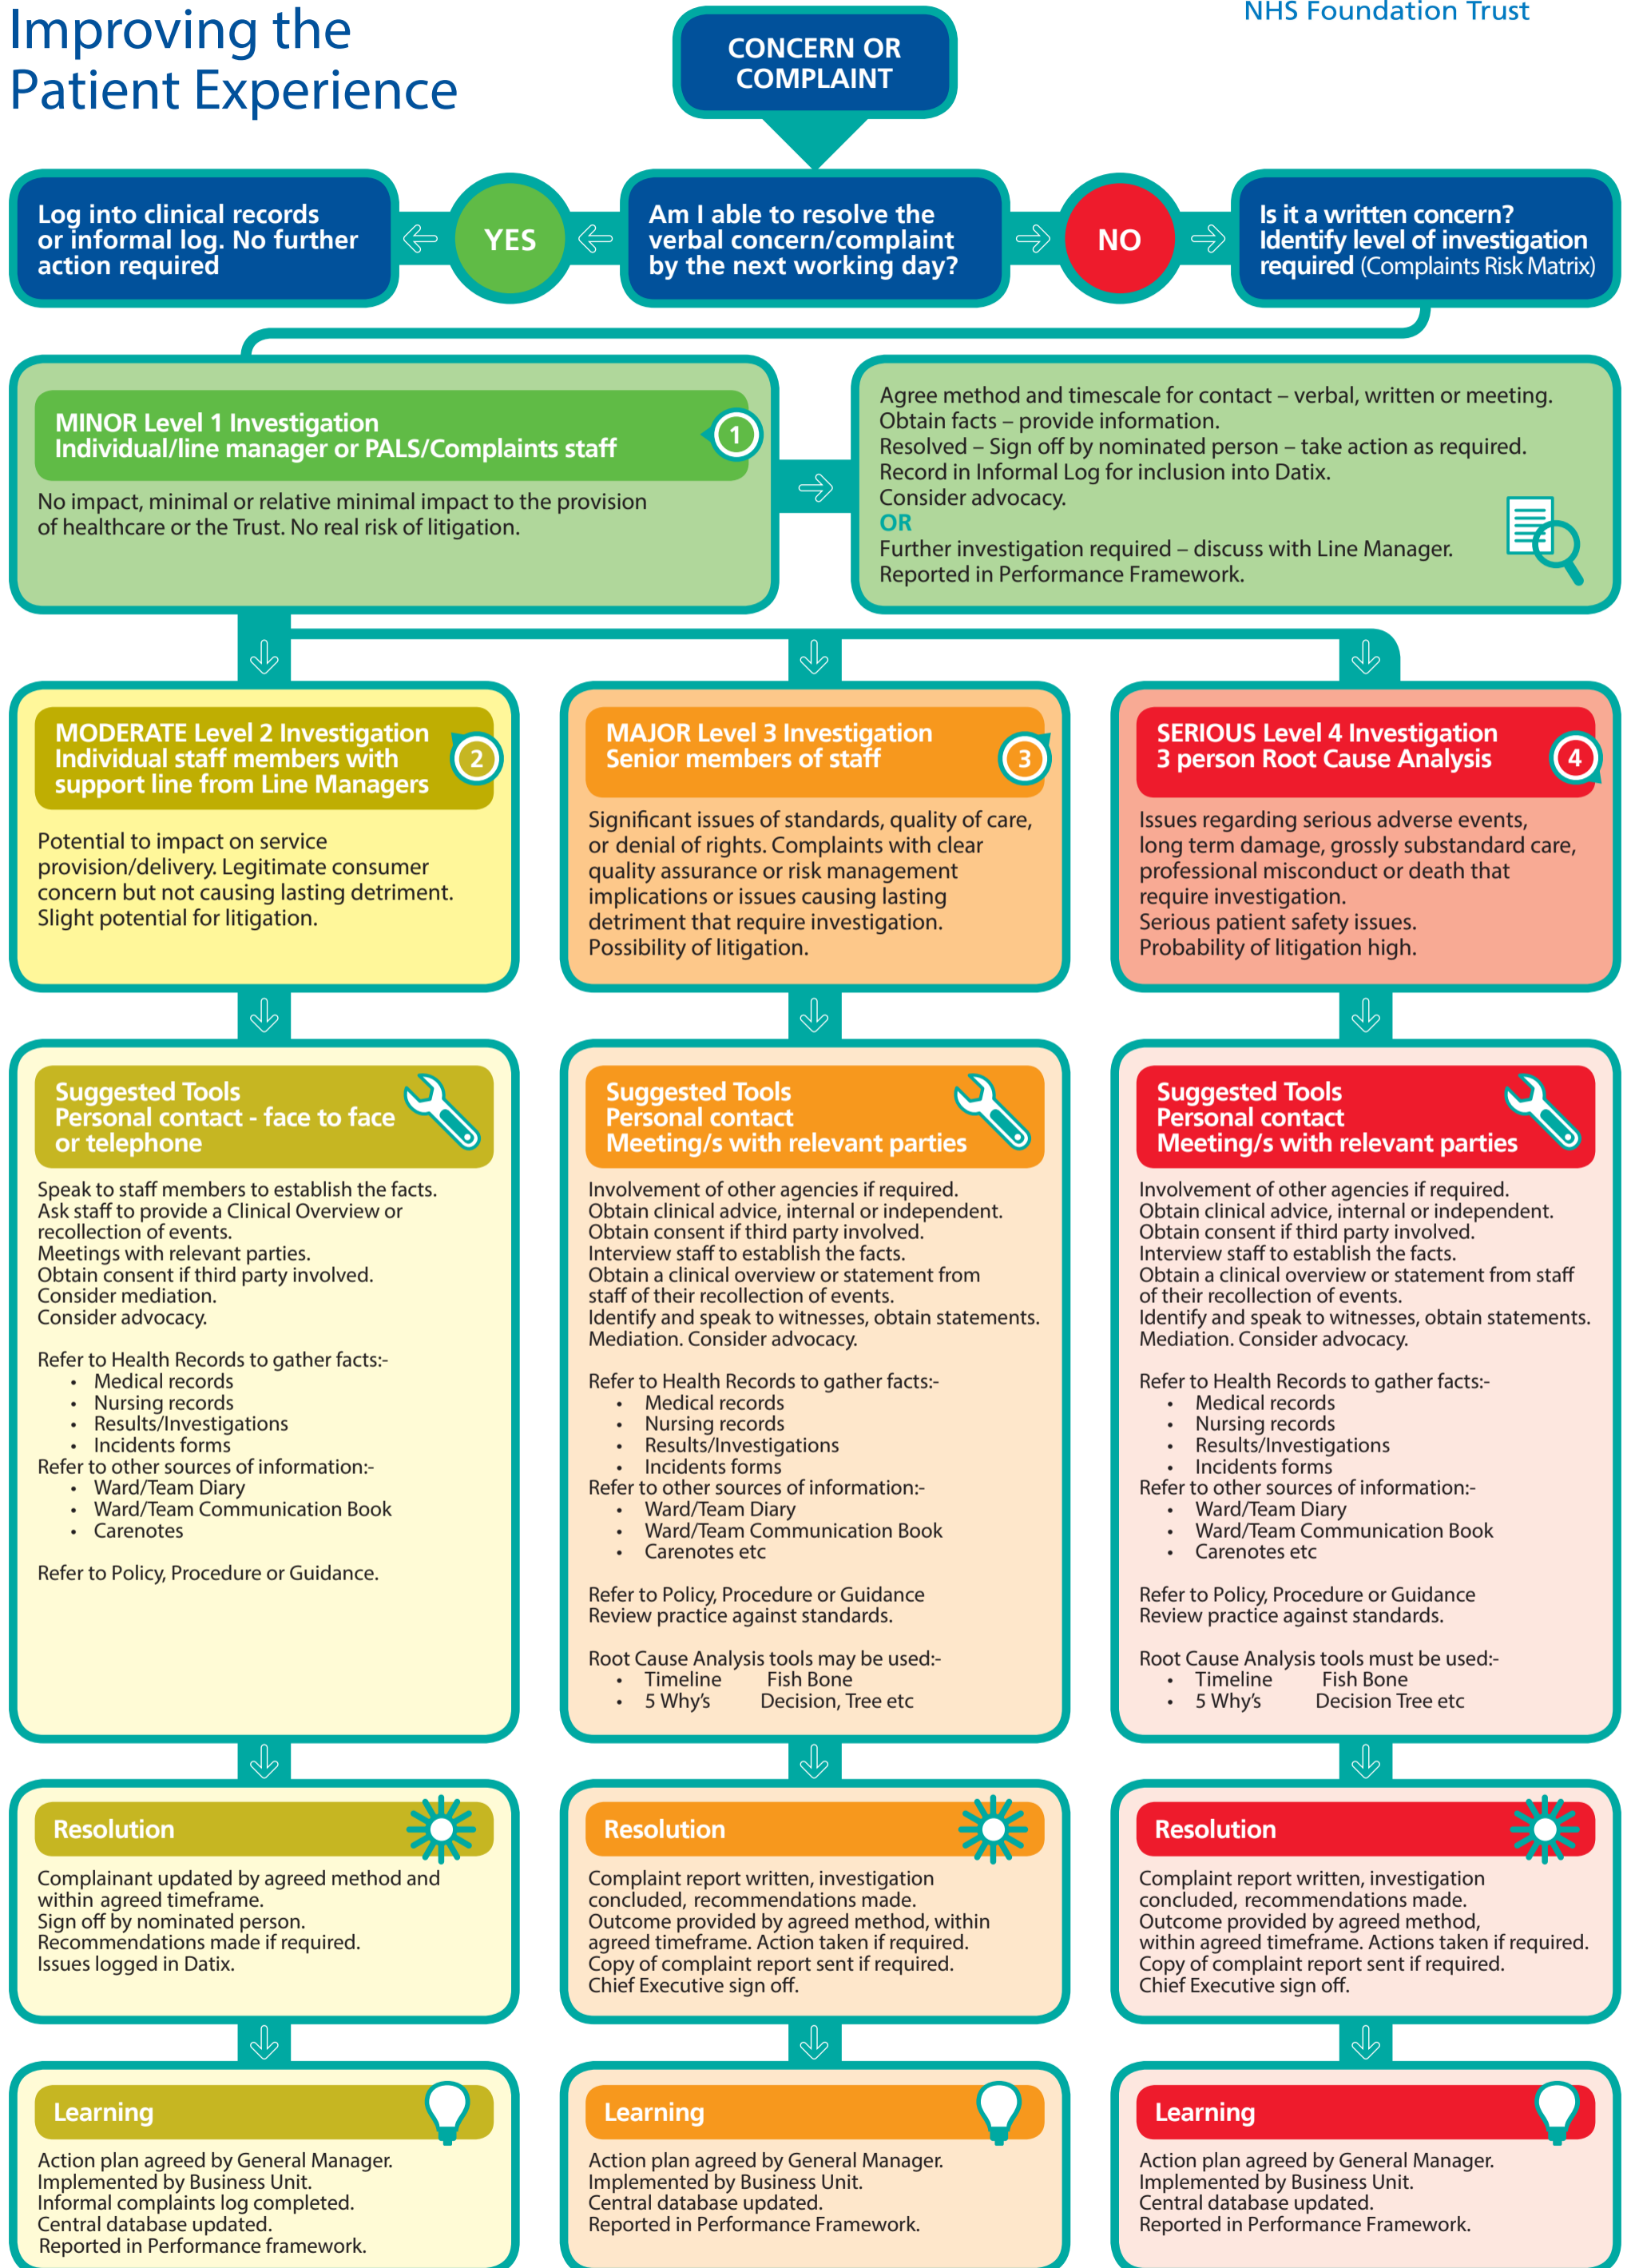 Improving the
Patient Experience
NHS Foundation Trust
CONCERN OR
COMPLAINT
Log into clinical records
or informal log. No further
action required
YES
Am I able to resolve the
verbal concern/complaint
by the next working day?
NO
Is it a written concern?
Identify level of investigation
required (Complaints Risk Matrix)
MINOR Level 1 Investigation
Individual/line manager or PALS/Complaints staff
1
No impact, minimal or relative minimal impact to the provision
of healthcare or the Trust. No real risk of litigation.
Agree method and timescale for contact – verbal, written or meeting.
Obtain facts – provide information.
Resolved – Sign off by nominated person – take action as required.
Record in Informal Log for inclusion into Datix.
Consider advocacy.
OR
Further investigation required – discuss with Line Manager.
Reported in Performance Framework.
MODERATE Level 2 Investigation
Individual staff members with
support line from Line Managers
2
Potential to impact on service
provision/delivery. Legitimate consumer
concern but not causing lasting detriment.
Slight potential for litigation.
MAJOR Level 3 Investigation
Senior members of staff
3
Significant issues of standards, quality of care,
or denial of rights. Complaints with clear
quality assurance or risk management
implications or issues causing lasting
detriment that require investigation.
Possibility of litigation.
SERIOUS Level 4 Investigation
3 person Root Cause Analysis
4
Issues regarding serious adverse events,
long term damage, grossly substandard care,
professional misconduct or death that
require investigation.
Serious patient safety issues.
Probability of litigation high.
Suggested Tools
Personal contact - face to face
or telephone
Speak to staff members to establish the facts.
Ask staff to provide a Clinical Overview or
recollection of events.
Meetings with relevant parties.
Obtain consent if third party involved.
Consider mediation.
Consider advocacy.
Refer to Health Records to gather facts:-
• Medical records
• Nursing records
• Results/Investigations
• Incidents forms
Refer to other sources of information:-
• Ward/Team Diary
• Ward/Team Communication Book
• Carenotes
Refer to Policy, Procedure or Guidance.
Suggested Tools
Personal contact
Meeting/s with relevant parties
Involvement of other agencies if required.
Obtain clinical advice, internal or independent.
Obtain consent if third party involved.
Interview staff to establish the facts.
Obtain a clinical overview or statement from
staff of their recollection of events.
Identify and speak to witnesses, obtain statements.
Mediation. Consider advocacy.
Refer to Health Records to gather facts:-
• Medical records
• Nursing records
• Results/Investigations
• Incidents forms
Refer to other sources of information:-
• Ward/Team Diary
• Ward/Team Communication Book
• Carenotes etc
Refer to Policy, Procedure or Guidance
Review practice against standards.
Root Cause Analysis tools may be used:-
• Timeline Fish Bone
• 5 Why's Decision, Tree etc
Suggested Tools
Personal contact
Meeting/s with relevant parties
Involvement of other agencies if required.
Obtain clinical advice, internal or independent.
Obtain consent if third party involved.
Interview staff to establish the facts.
Obtain a clinical overview or statement from staff
of their recollection of events.
Identify and speak to witnesses, obtain statements.
Mediation. Consider advocacy.
Refer to Health Records to gather facts:-
• Medical records
• Nursing records
• Results/Investigations
• Incidents forms
Refer to other sources of information:-
• Ward/Team Diary
• Ward/Team Communication Book
• Carenotes etc
Refer to Policy, Procedure or Guidance
Review practice against standards.
Root Cause Analysis tools must be used:-
• Timeline Fish Bone
• 5 Why's Decision Tree etc
Resolution
Complainant updated by agreed method and
within agreed timeframe.
Sign off by nominated person.
Recommendations made if required.
Issues logged in Datix.
Resolution
Complaint report written, investigation
concluded, recommendations made.
Outcome provided by agreed method, within
agreed timeframe. Action taken if required.
Copy of complaint report sent if required.
Chief Executive sign off.
Resolution
Complaint report written, investigation
concluded, recommendations made.
Outcome provided by agreed method,
within agreed timeframe. Actions taken if required.
Copy of complaint report sent if required.
Chief Executive sign off.
Learning
Action plan agreed by General Manager.
Implemented by Business Unit.
Informal complaints log completed.
Central database updated.
Reported in Performance framework.
Learning
Action plan agreed by General Manager.
Implemented by Business Unit.
Central database updated.
Reported in Performance Framework.
Learning
Action plan agreed by General Manager.
Implemented by Business Unit.
Central database updated.
Reported in Performance Framework.